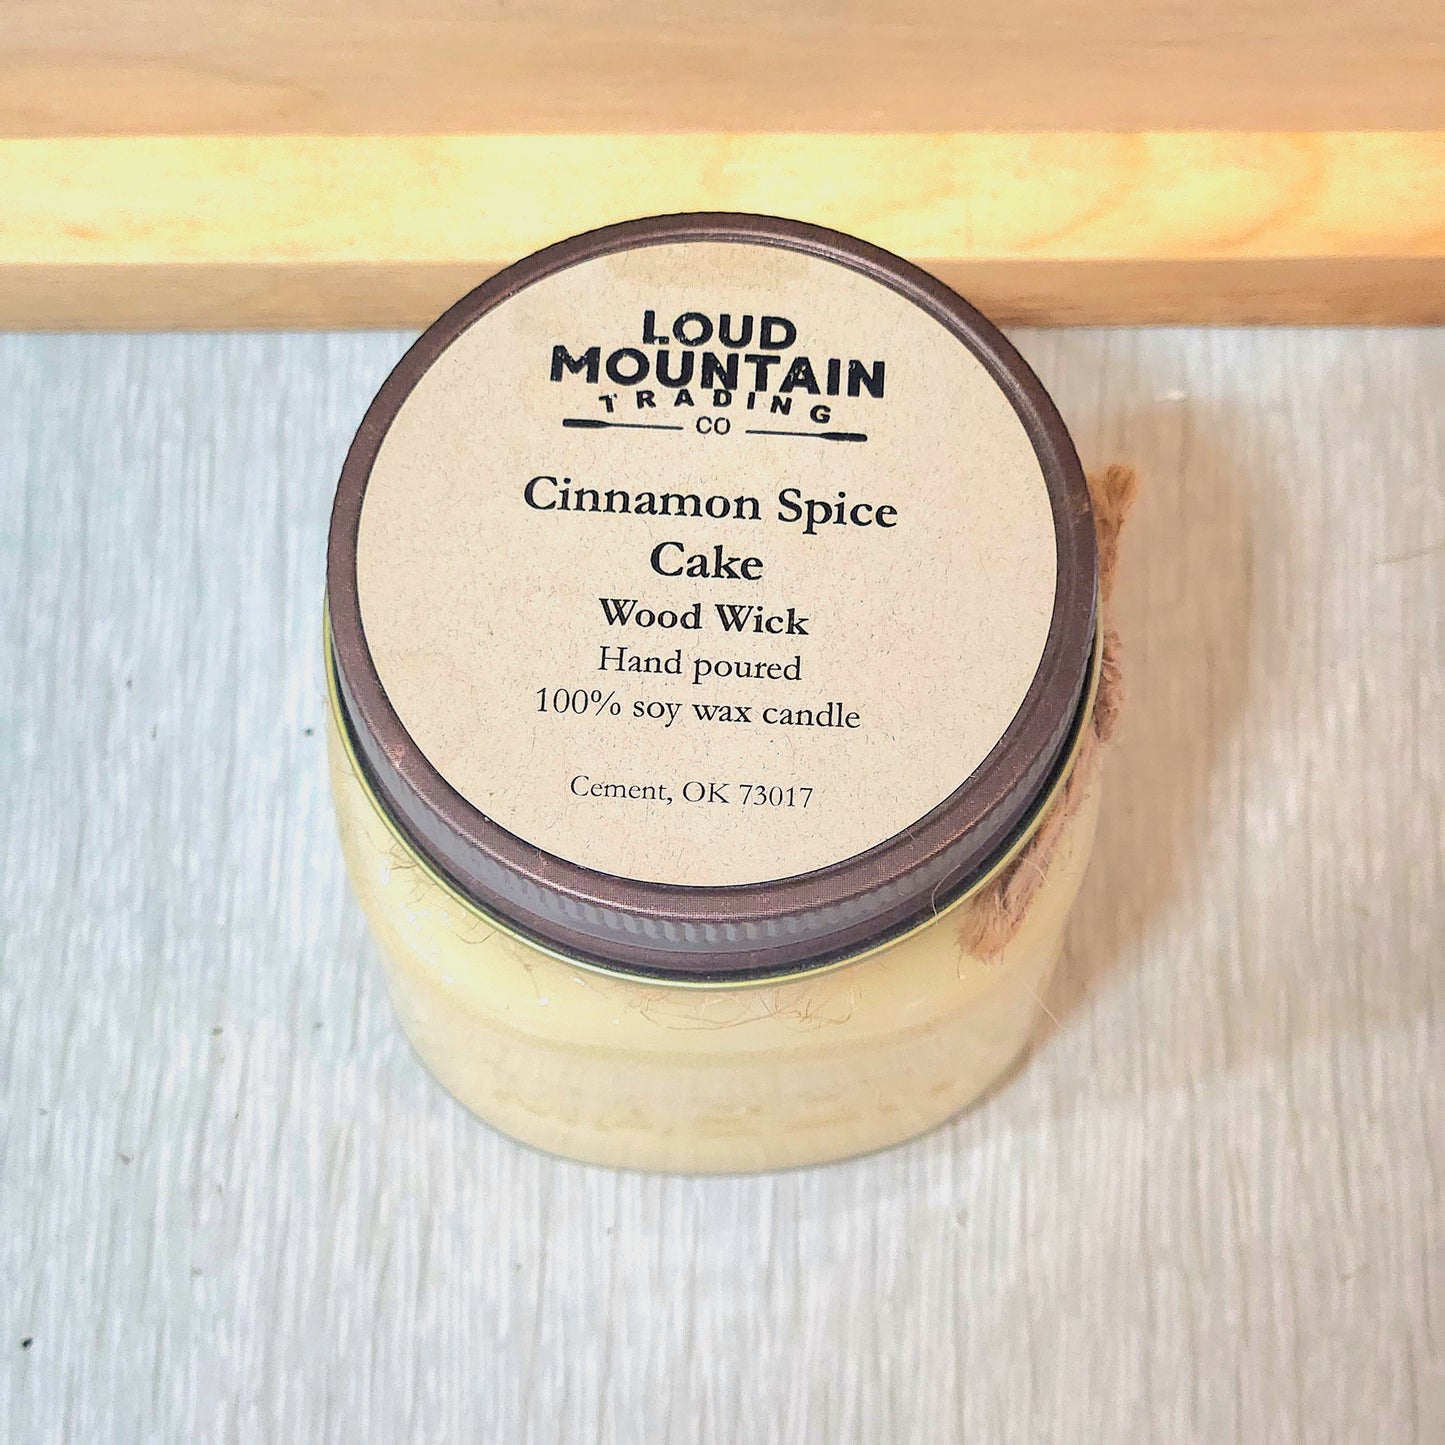 LOUD
MOUNTAIN
TRADING
CO
Cinnamon Spice
Cake
Wood Wick
Hand poured
100% soy wax candle
Cement, OK 73017